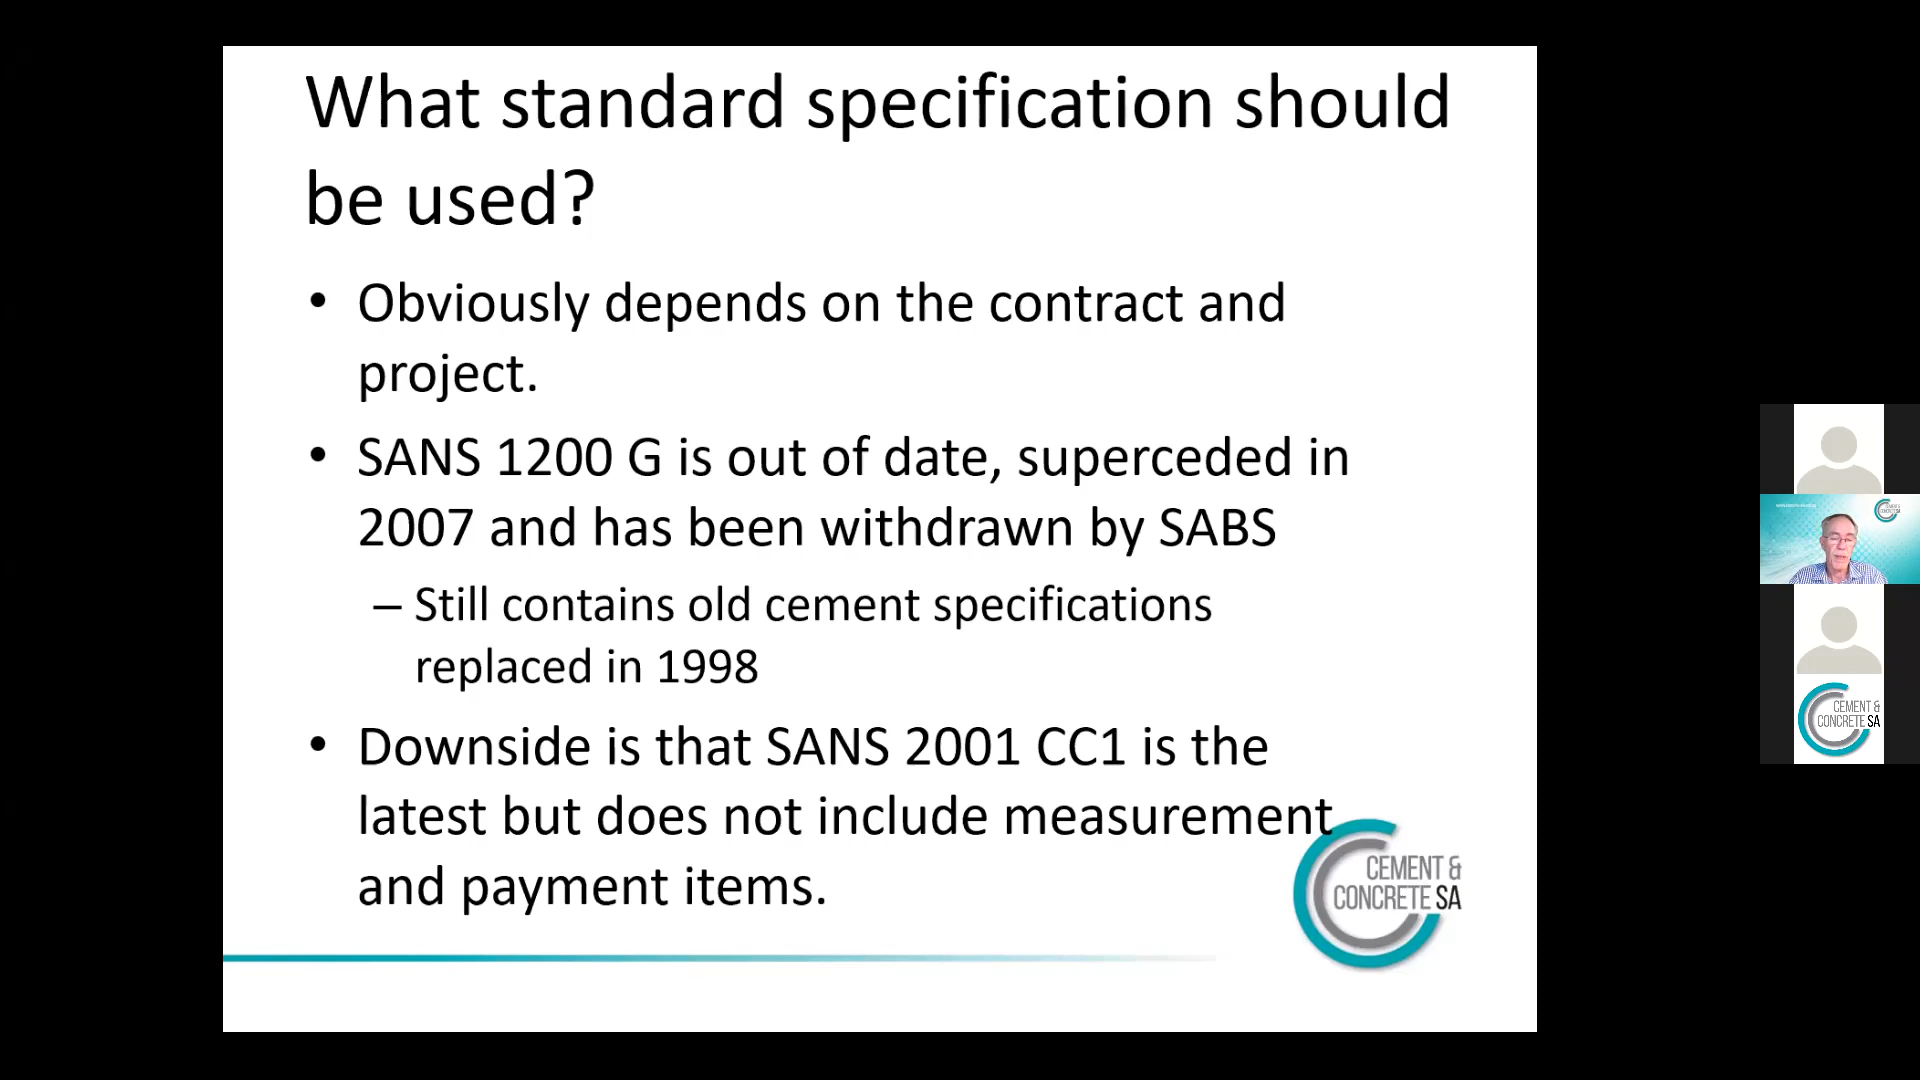 What standard specification should
be used?
• Obviously depends on the contract and
project.
• SANS 1200 G is out of date, superceded in
2007 and has been withdrawn by SABS
– Still contains old cement specifications
replaced in 1998
• Downside is that SANS 2001 CC1 is the
latest but does not include measurement
and payment items.
CEMENT &
CONCRETE SA
CEMENT &
CONCRETE SA